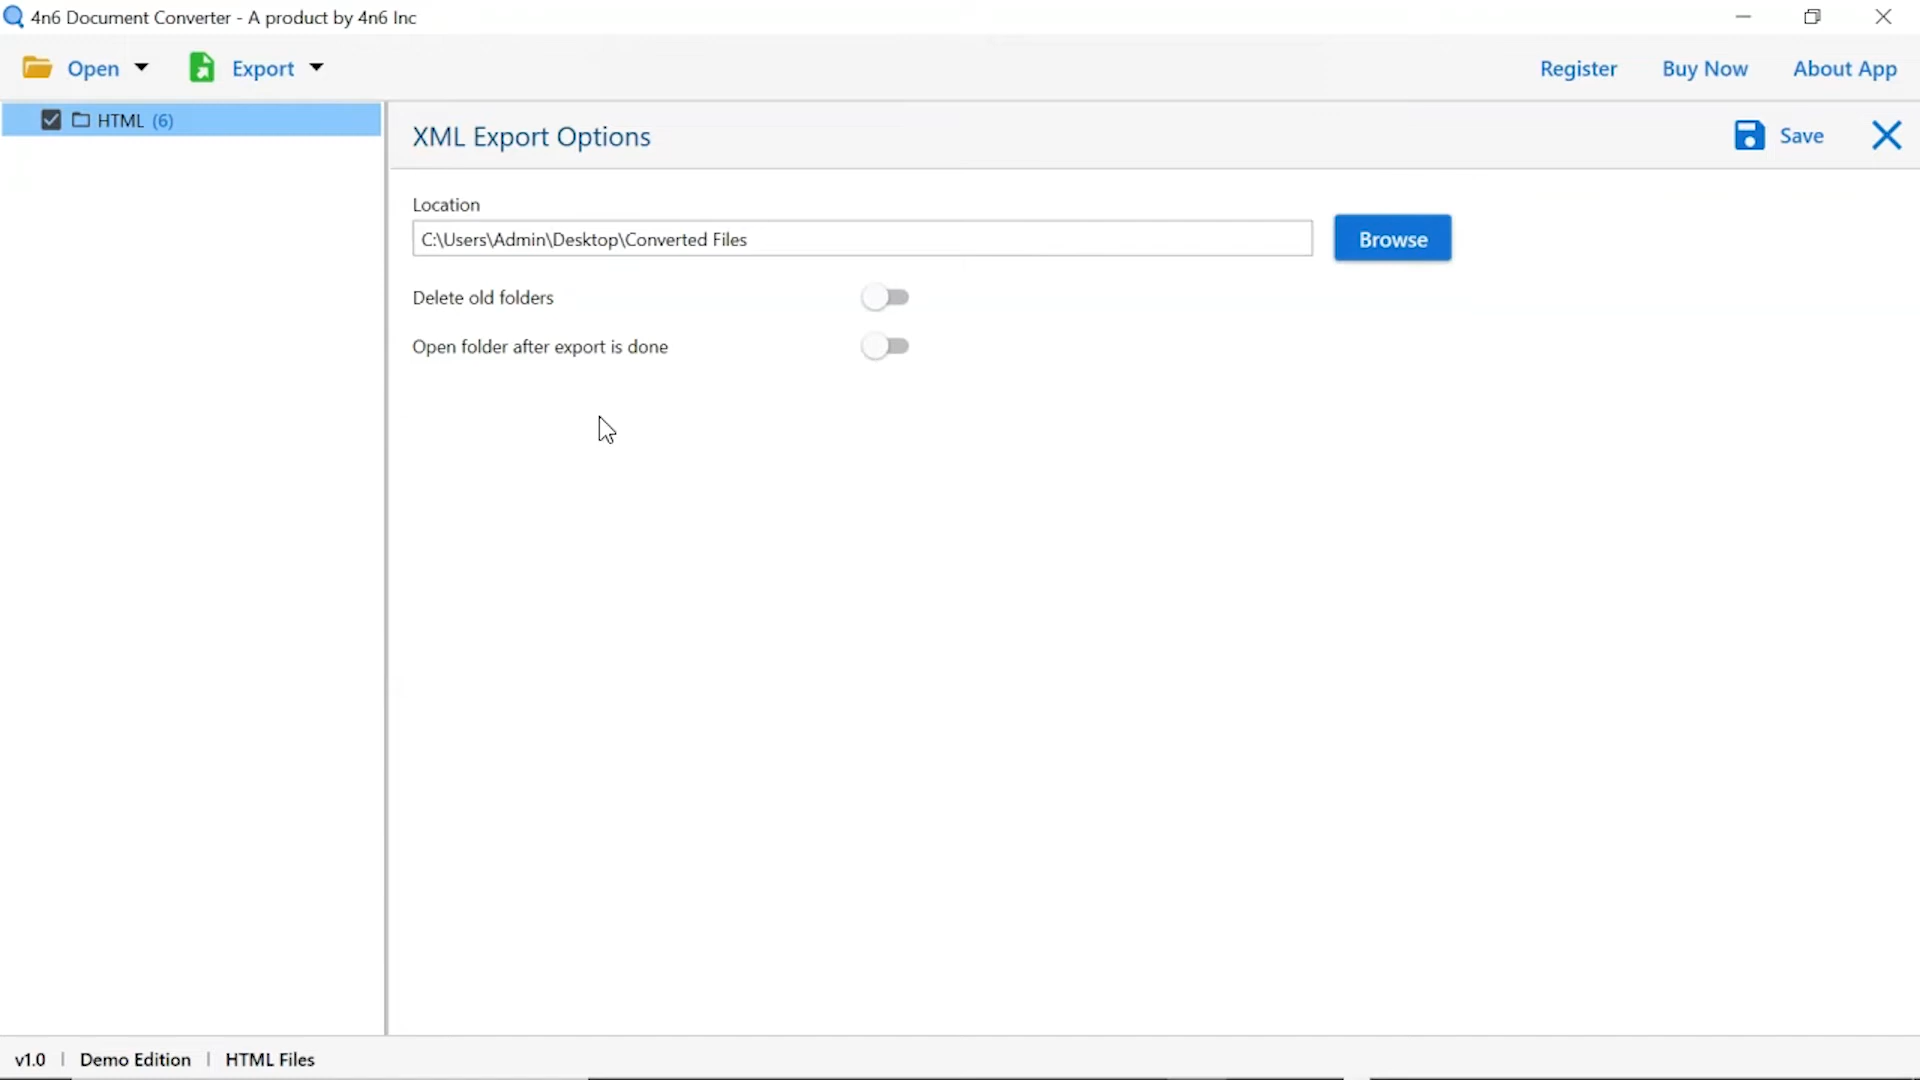 4n6 Document Converter - A product by 4n6 Inc
Open Export Register Buy Now About App
HTML (6)
XML Export Options Save
Location
C:\Users\Admin\Desktop\Converted Files Browse
Delete old folders
Open folder after export is done
v1.0 | Demo Edition | HTML Files